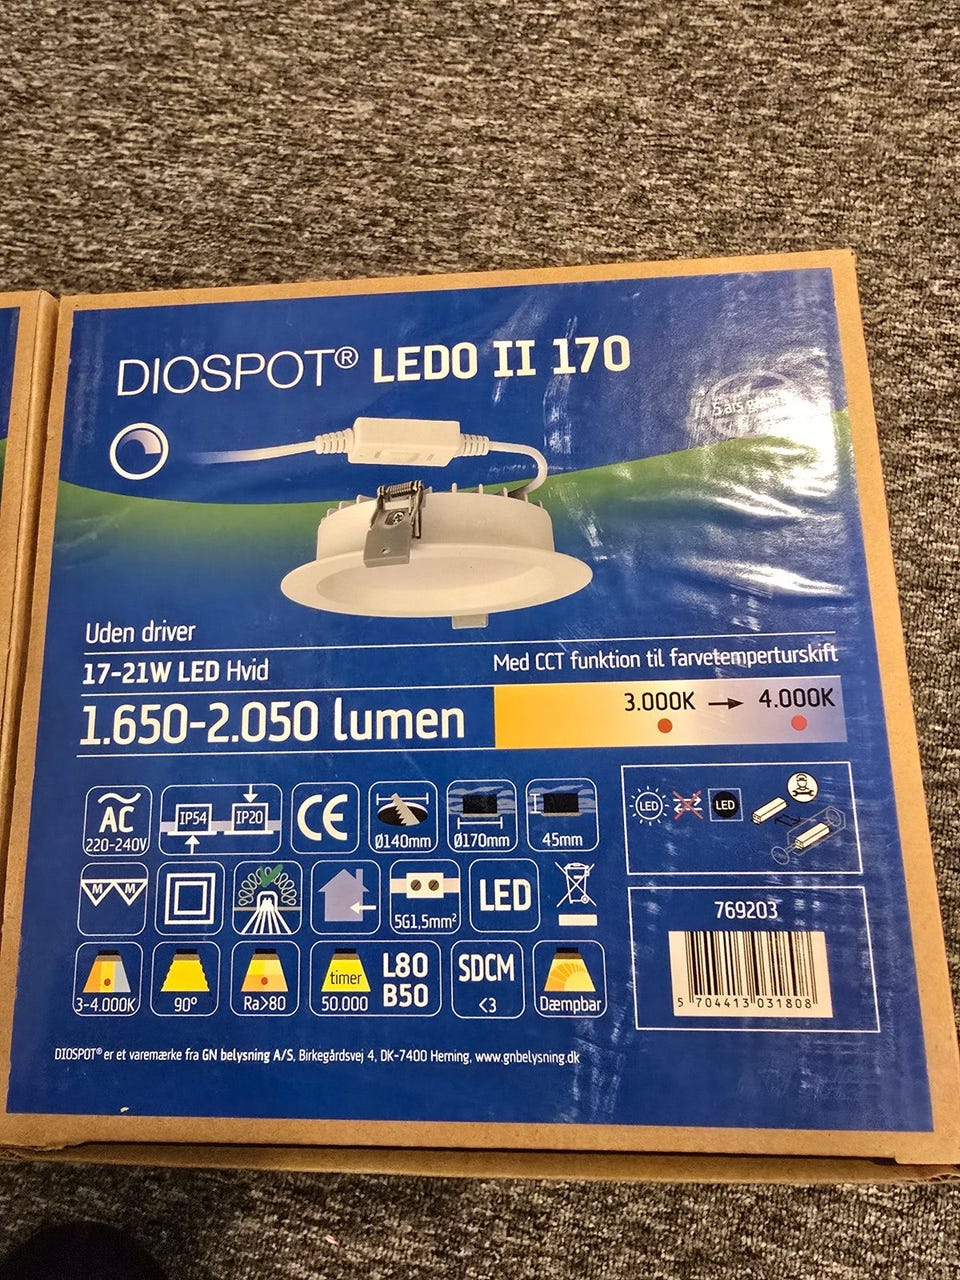 DIOSPOT® LEDO II 170
5 års
Uden driver
17-21W LED Hvid
Med CCT funktion til farvetemperturskift
1.650-2.050 lumen
3.000K → 4.000K
AC
220-240V
IP54
IP20
CE
Ø140mm
Ø170mm
45mm
LED
LED
M M
5G1,5mm²
LED
769203
3-4.000K
90°
Ra>80
timer
50.000
L80
B50
SDCM
<3
Dæmpbar
5 704413 031808
DIOSPOT® er et varemærke fra GN belysning A/S, Birkegårdsvej 4, DK-7400 Herning, www.gnbelysning.dk